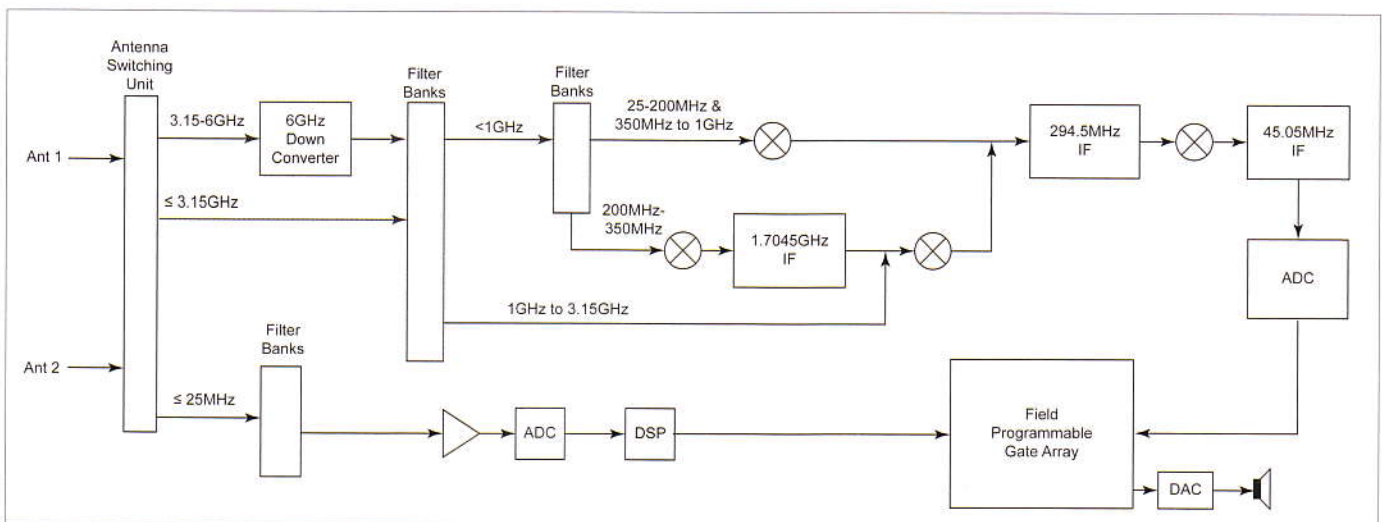 Antenna
Switching
Unit
Ant 1
Ant 2
3.15-6GHz
6GHz
Down
Converter
≤ 3.15GHz
Filter
Banks
<1GHz
Filter
Banks
25-200MHz &
350MHz to 1GHz
200MHz-
350MHz
1.7045GHz
IF
1GHz to 3.15GHz
294.5MHz
IF
45.05MHz
IF
ADC
≤ 25MHz
Filter
Banks
ADC
DSP
Field
Programmable
Gate Array
DAC